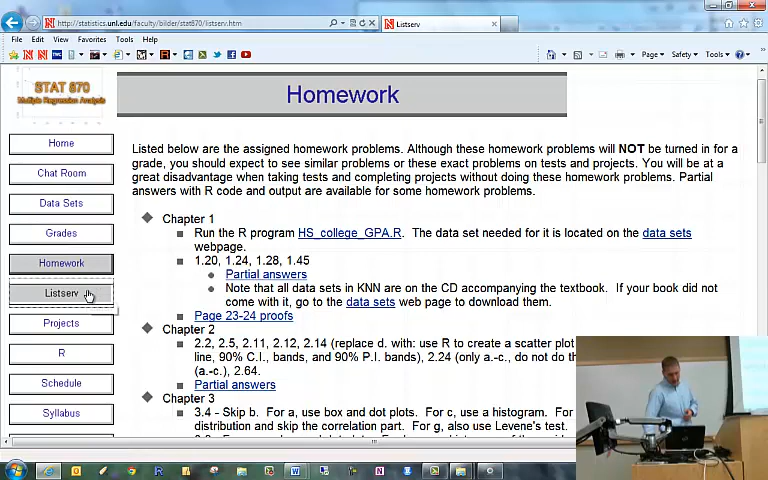 http://statistics.unl.edu/faculty/bilder/stat870/listserv.htm
Listserv
File Edit View Favorites Tools Help
Page Safety Tools
STAT 870
Multiple Regression Analysis
Homework
Home
Chat Room
Data Sets
Grades
Homework
Listserv
Projects
R
Schedule
Syllabus
Listed below are the assigned homework problems. Although these homework problems will NOT be turned in for a
grade, you should expect to see similar problems or these exact problems on tests and projects. You will be at a
great disadvantage when taking tests and completing projects without doing these homework problems. Partial
answers with R code and output are available for some homework problems.
Chapter 1
Run the R program HS_college_GPA.R. The data set needed for it is located on the data sets
webpage.
1.20, 1.24, 1.28, 1.45
Partial answers
Note that all data sets in KNN are on the CD accompanying the textbook. If your book did not
come with it, go to the data sets web page to download them.
Page 23-24 proofs
Chapter 2
2.2, 2.5, 2.11, 2.12, 2.14 (replace d. with: use R to create a scatter plot
line, 90% C.I., bands, and 90% P.I. bands), 2.24 (only a.-c., do not do th
(a.-c.), 2.64.
Partial answers
Chapter 3
3.4 - Skip b. For a, use box and dot plots. For c, use a histogram. For
distribution and skip the correlation part. For g, also use Levene's test.